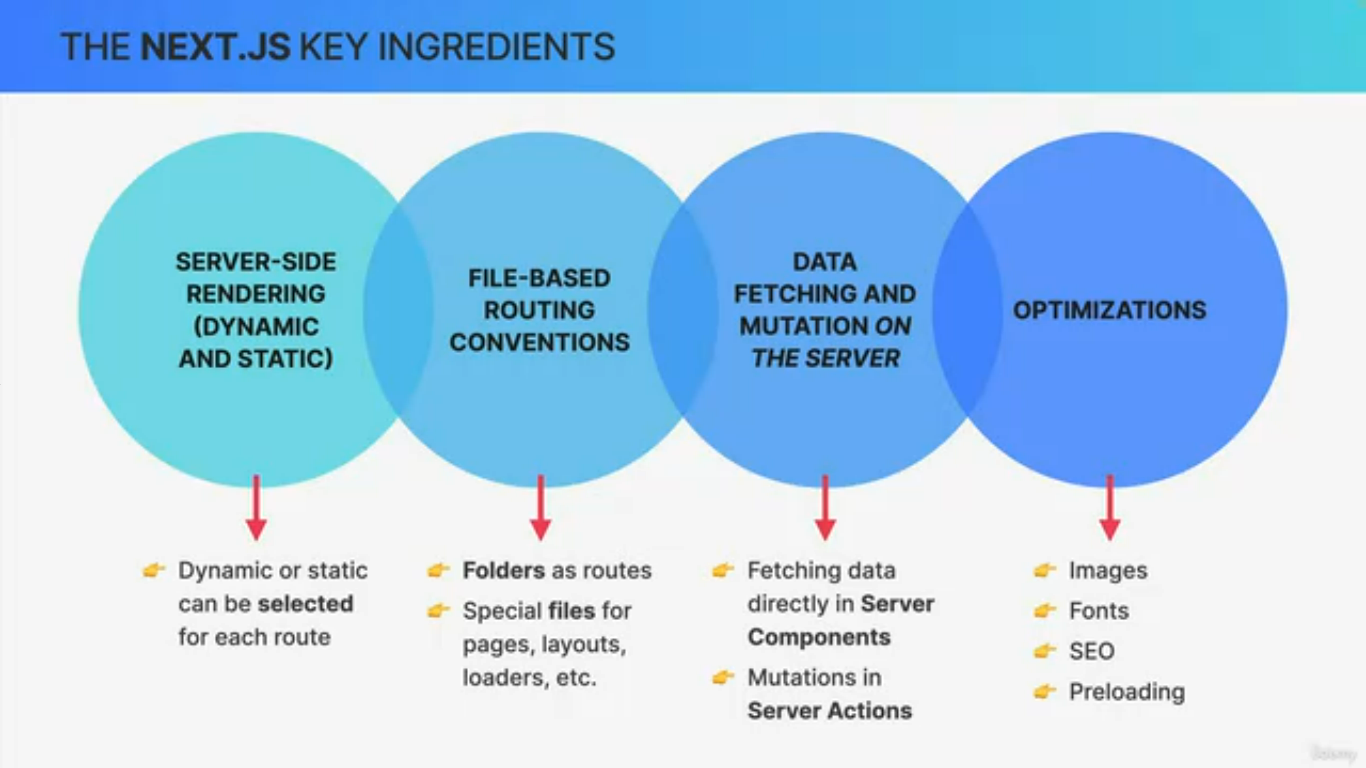 THE NEXT.JS KEY INGREDIENTS
SERVER-SIDE
RENDERING
(DYNAMIC
AND STATIC)
FILE-BASED
ROUTING
CONVENTIONS
DATA
FETCHING AND
MUTATION ON
THE SERVER
OPTIMIZATIONS
Dynamic or static
can be selected
for each route
Folders as routes
Special files for
pages, layouts,
loaders, etc.
Fetching data
directly in Server
Components
Mutations in
Server Actions
Images
Fonts
SEO
Preloading
Udemy